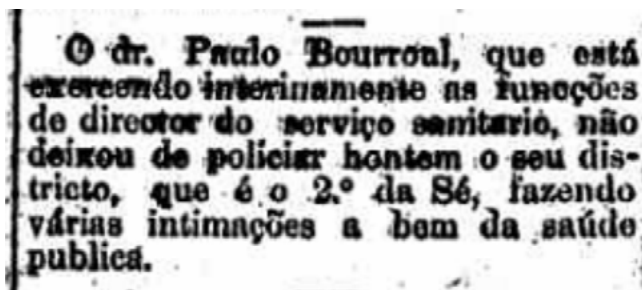 O dr. Paulo Bourroul, que está
exercendo interinamente as funcções
de director do serviço sanitario, não
deixou de policiar hontem o seu dis-
tricto, que é o 2.º da Sé, fazendo
várias intimações a bem da saúde
publica.